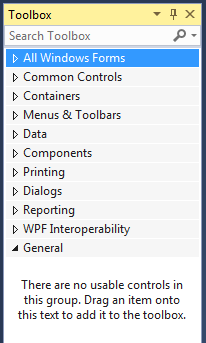 Toolbox
Search Toolbox
All Windows Forms
Common Controls
Containers
Menus & Toolbars
Data
Components
Printing
Dialogs
Reporting
WPF Interoperability
General
There are no usable controls in
this group. Drag an item onto
this text to add it to the toolbox.